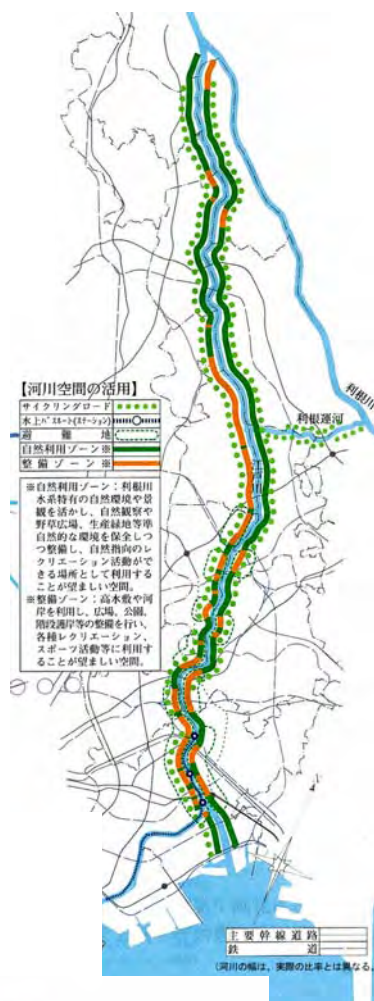 利根川
利根運河
江戸川
【河川空間の活用】
サイクリングロード
水上バスルート(ステーション)
避難地
自然利用ゾーン※
整備ゾーン※
※自然利用ゾーン：利根川
水系特有の自然環境や景
観を活かし、自然観察や
野草広場、生産緑地等準
自然的な環境を保全しつ
つ整備し、自然指向のレ
クリエーション活動がで
きる場所として利用する
ことが望ましい空間。
※整備ゾーン：高水敷や河
岸を利用し、広場、公園、
階段護岸等の整備を行い、
各種レクリエーション、
スポーツ活動等に利用す
ることが望ましい空間。
主要幹線道路
鉄道
(河川の幅は、実際の比率とは異なる。